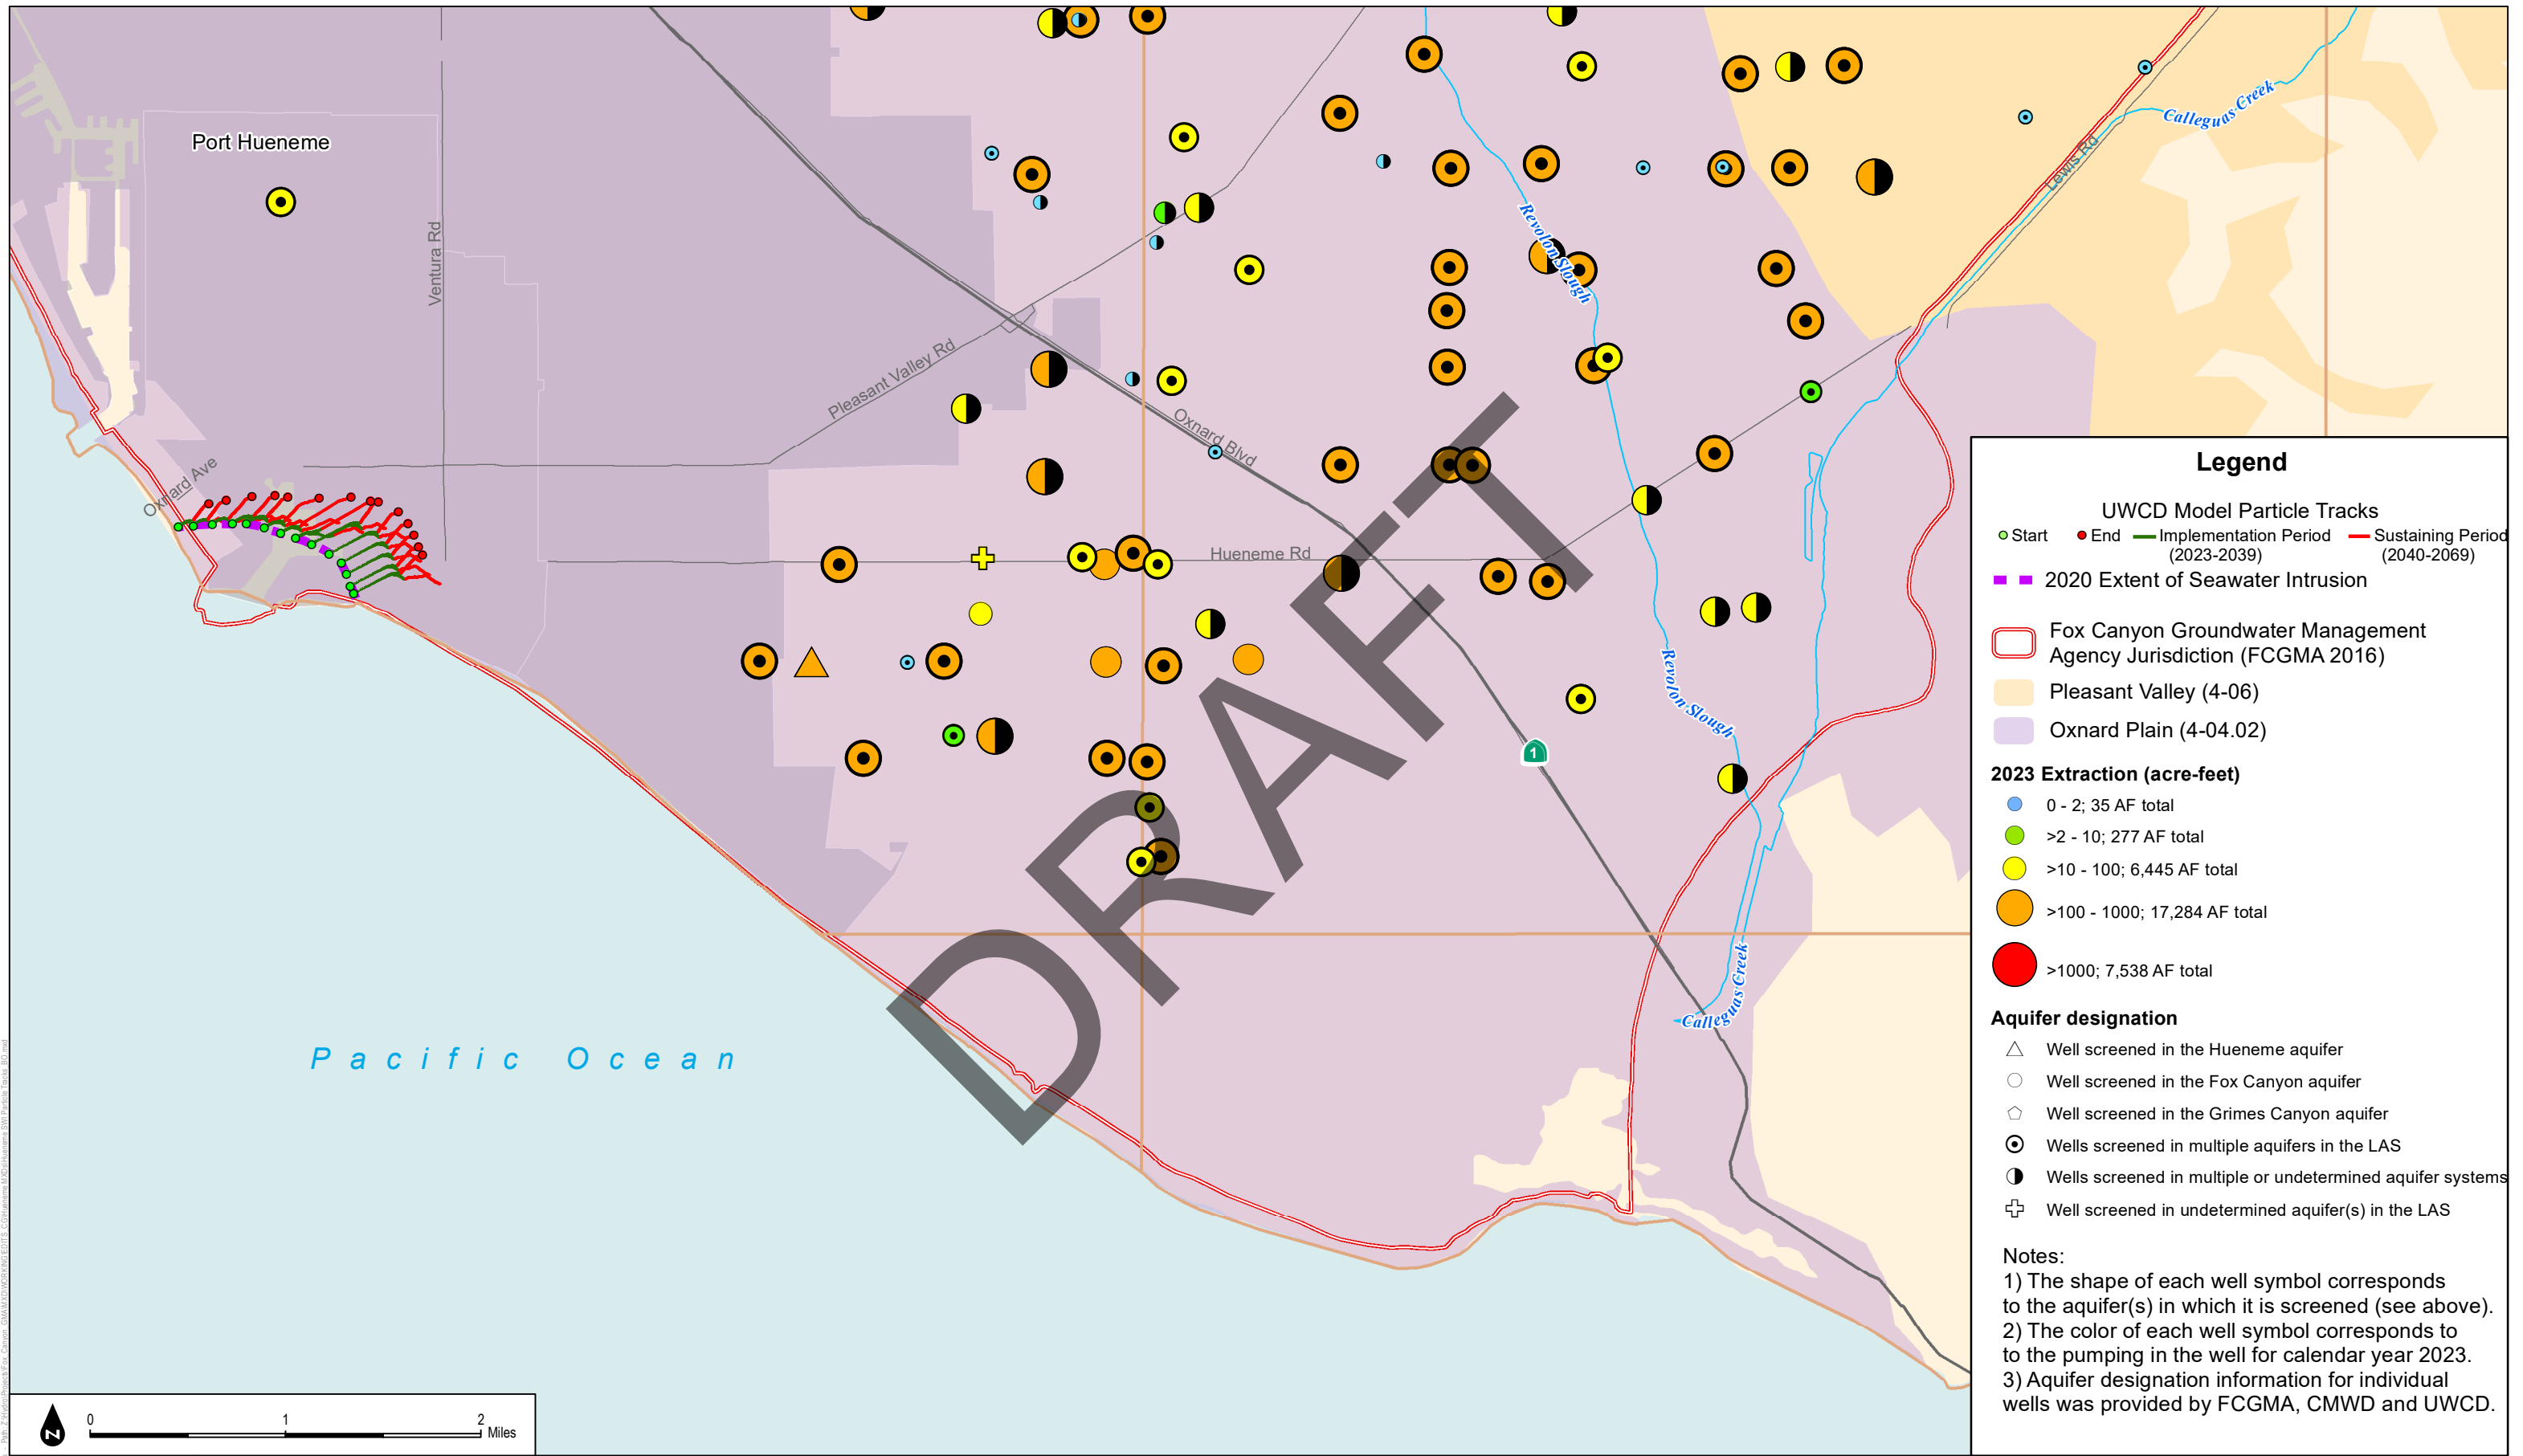 Port Hueneme
Ventura Rd
Oxnard Ave
Pleasant Valley Rd
Oxnard Blvd
Hueneme Rd
Revolon Slough
Revolon Slough
Calleguas Creek
Lewis Rd
Calleguas Creek
1
Pacific Ocean
DRAFT
N
0 1 2 Miles
Legend
UWCD Model Particle Tracks
Start End Implementation Period Sustaining Period
(2023-2039) (2040-2069)
2020 Extent of Seawater Intrusion
Fox Canyon Groundwater Management
Agency Jurisdiction (FCGMA 2016)
Pleasant Valley (4-06)
Oxnard Plain (4-04.02)
2023 Extraction (acre-feet)
0 - 2; 35 AF total
>2 - 10; 277 AF total
>10 - 100; 6,445 AF total
>100 - 1000; 17,284 AF total
>1000; 7,538 AF total
Aquifer designation
Well screened in the Hueneme aquifer
Well screened in the Fox Canyon aquifer
Well screened in the Grimes Canyon aquifer
Wells screened in multiple aquifers in the LAS
Wells screened in multiple or undetermined aquifer systems
Well screened in undetermined aquifer(s) in the LAS
Notes:
1) The shape of each well symbol corresponds
to the aquifer(s) in which it is screened (see above).
2) The color of each well symbol corresponds to
to the pumping in the well for calendar year 2023.
3) Aquifer designation information for individual
wells was provided by FCGMA, CMWD and UWCD.